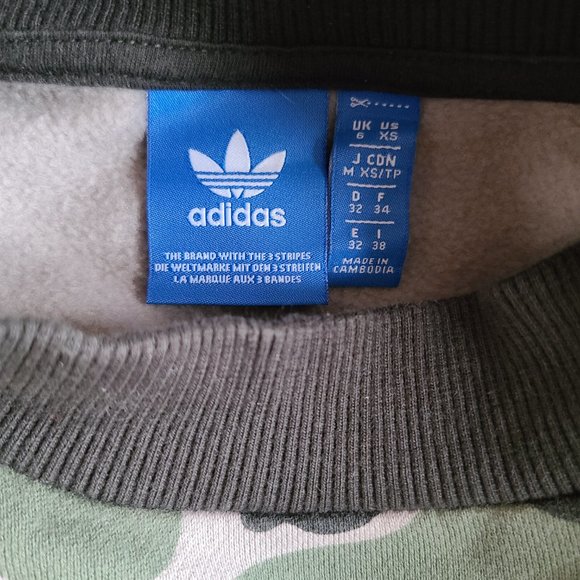 adidas
THE BRAND WITH THE 3 STRIPES
DIE WELTMARKE MIT DEN 3 STREIFEN
LA MARQUE AUX 3 BANDES
UK US
6 XS
J CDN
M XS/TP
D F
32 34
E I
32 38
MADE IN
CAMBODIA